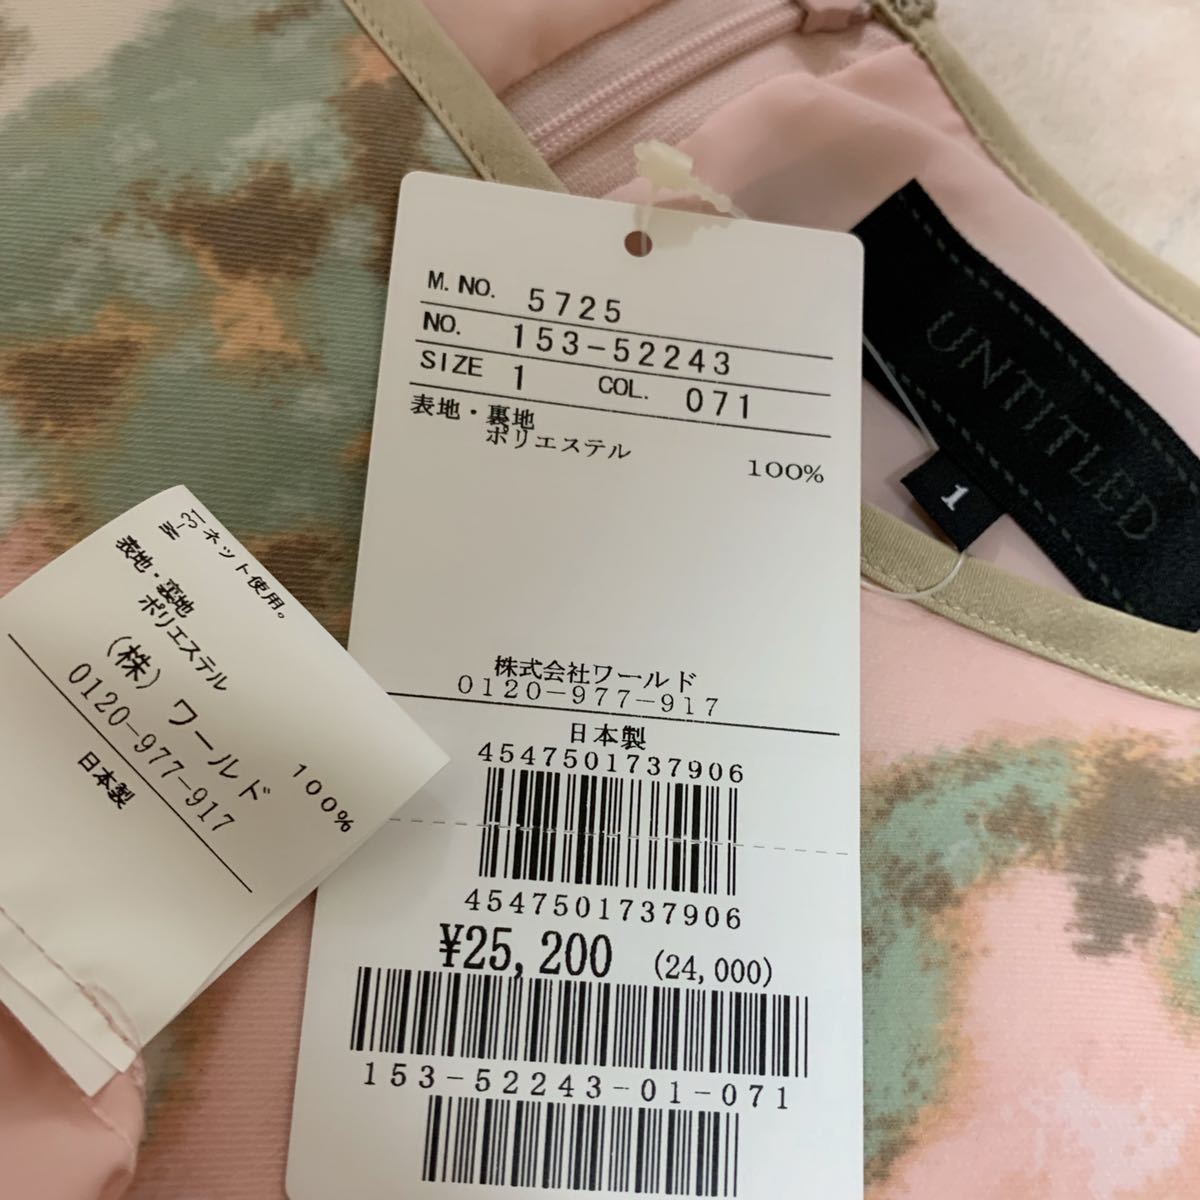 M. NO. 5725
NO. 153-52243
SIZE 1 COL. 071
表地・裏地
ポリエステル
100%
株式会社ワールド
0120-977-917
日本製
4547501737906
4547501737906
¥25,200 (24,000)
153-52243-01-071
UNTITLED
1
W-31
ネット使用。
表地・裏地
ポリエステル
100%
(株) ワールド
0120-977-917
日本製